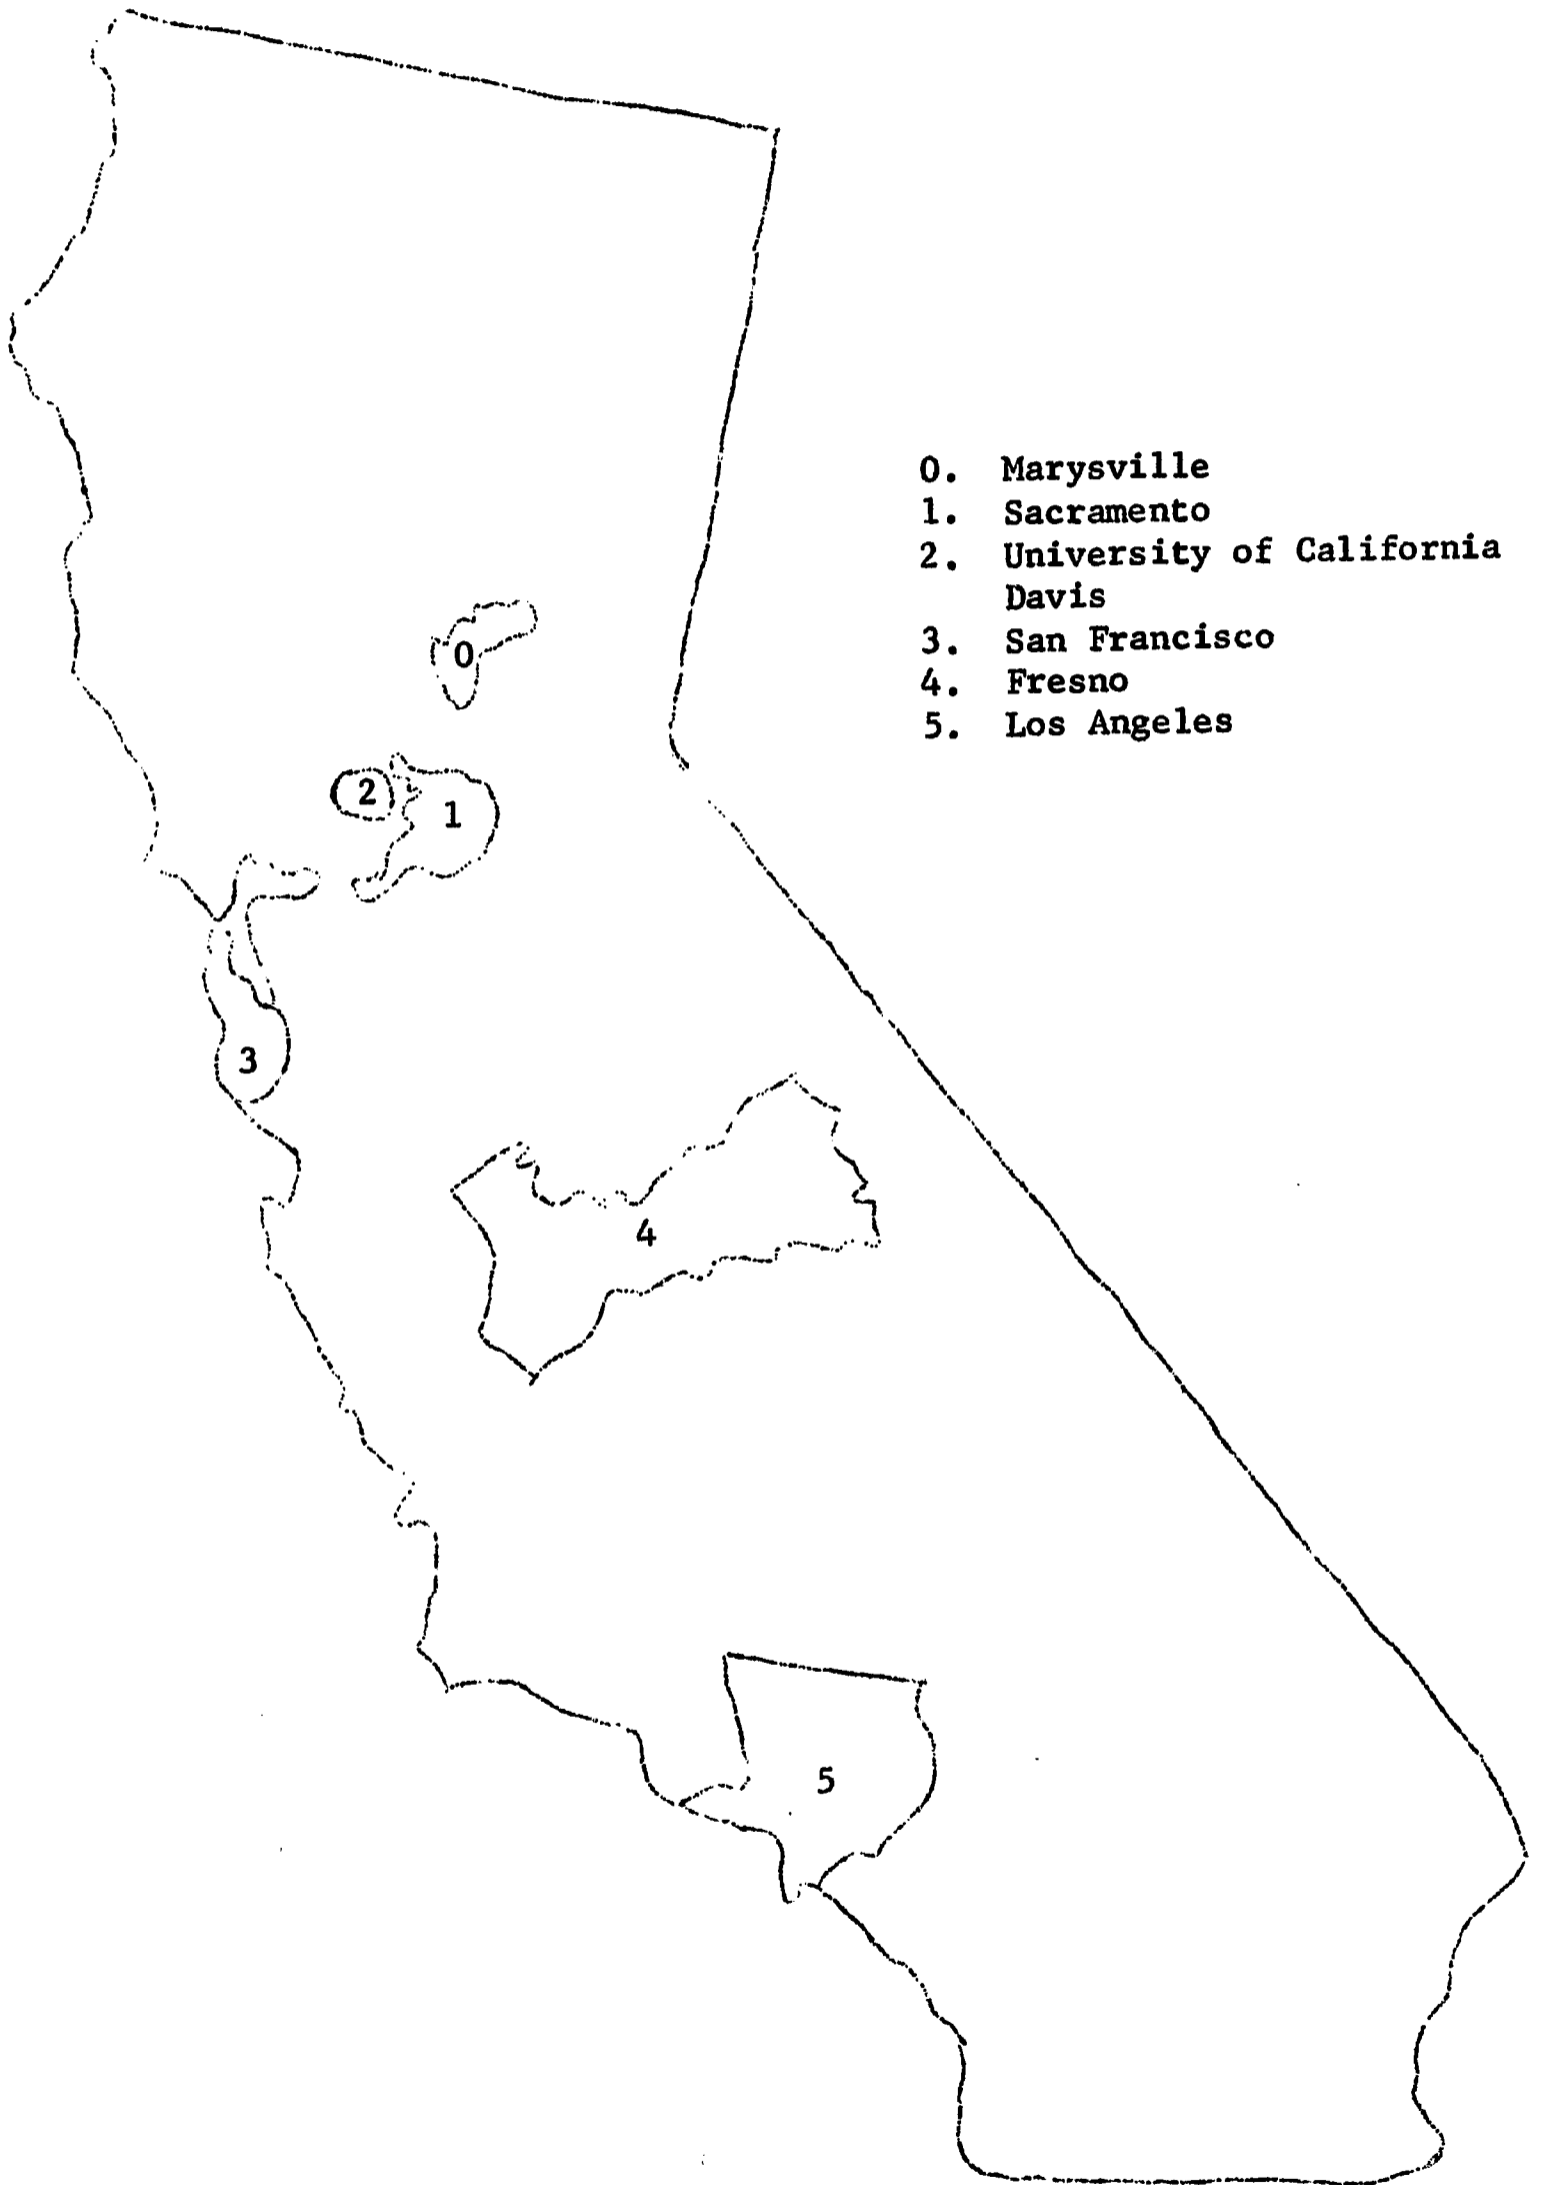 0. Marysville
1. Sacramento
2. University of California
Davis
3. San Francisco
4. Fresno
5. Los Angeles
0
2
1
3
4
5